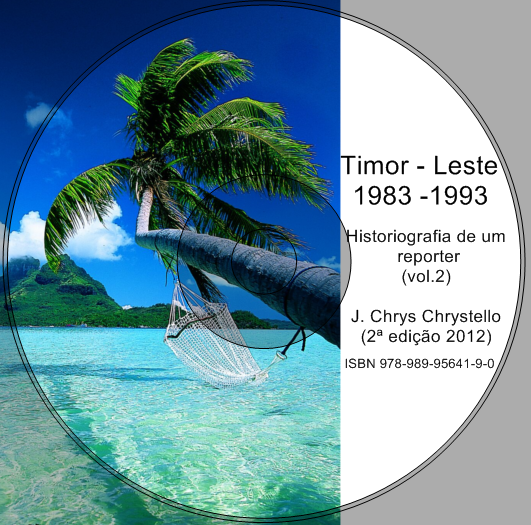 Timor - Leste
1983 -1993
Historiografia de um
reporter
(vol.2)
J. Chrys Chrystello
(2ª edição 2012)
ISBN 978-989-95641-9-0